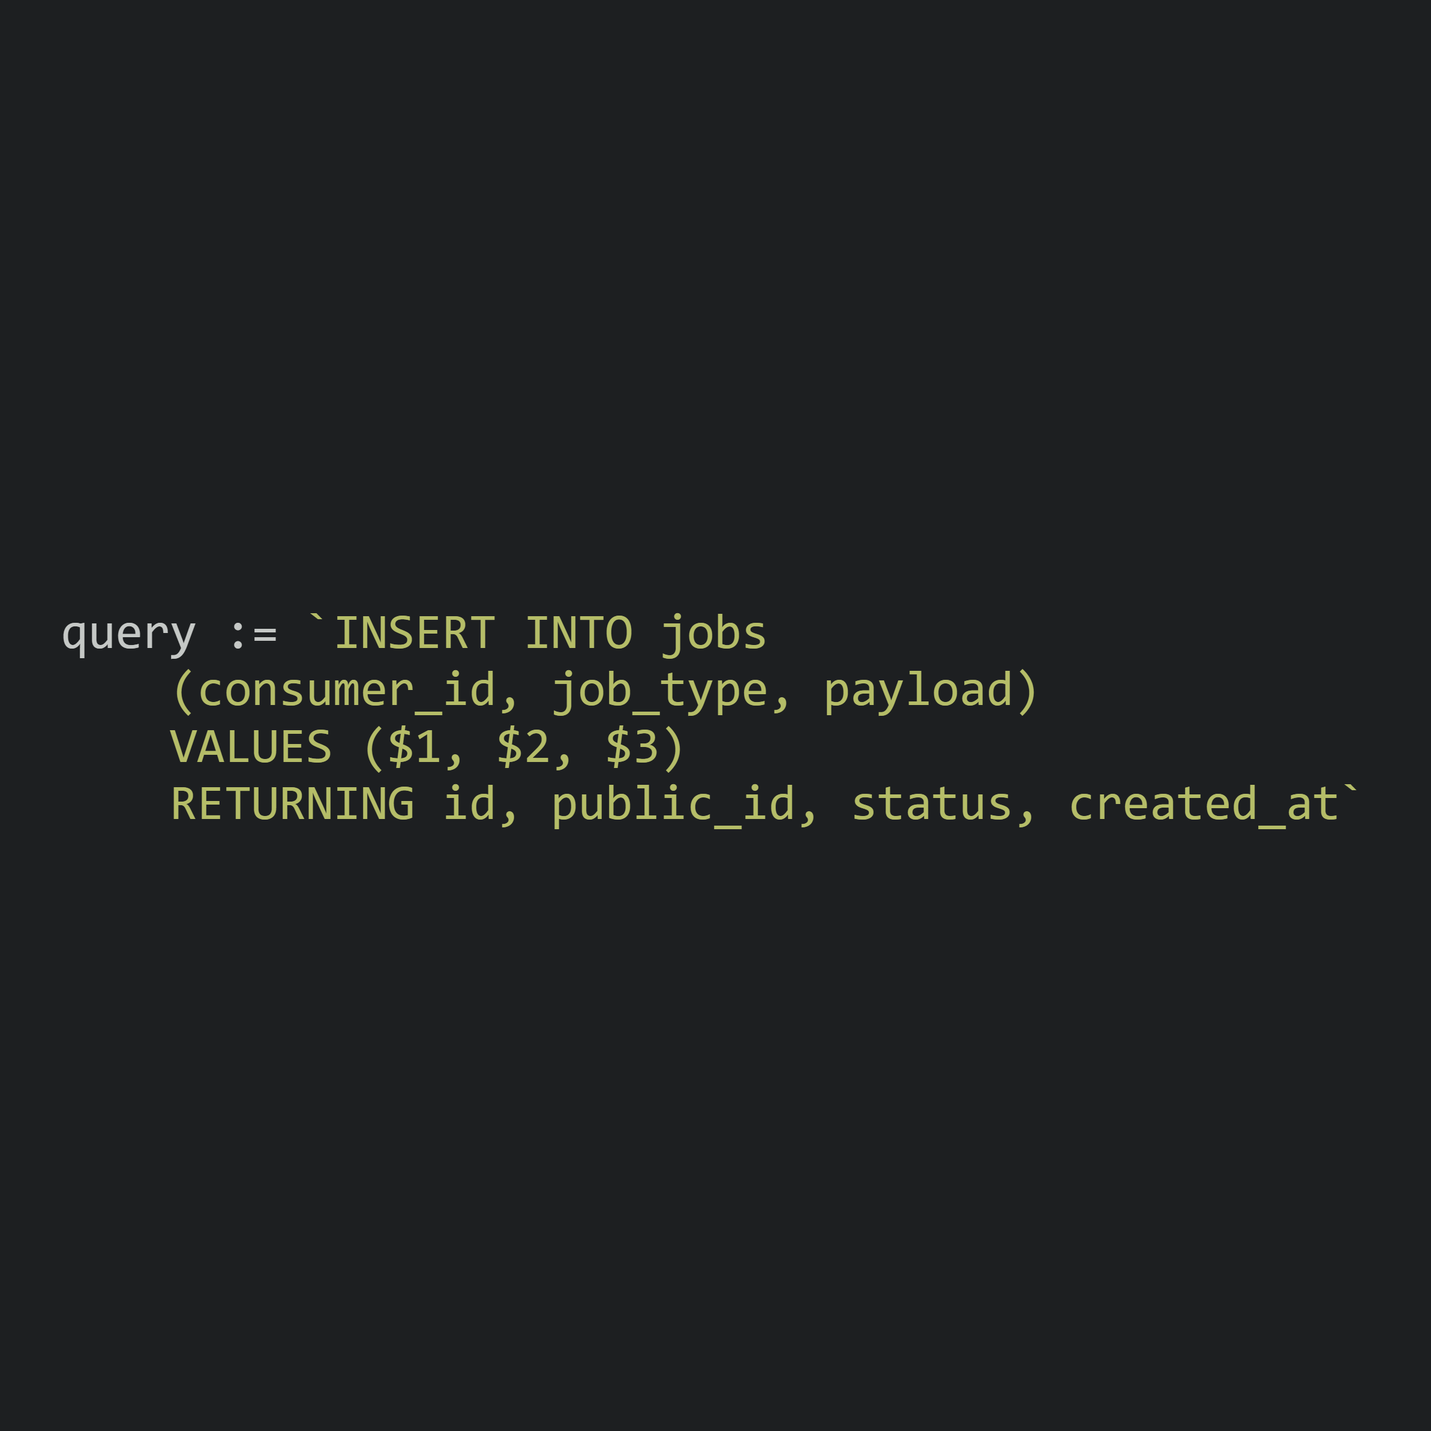 query := `INSERT INTO jobs
    (consumer_id, job_type, payload)
    VALUES ($1, $2, $3)
    RETURNING id, public_id, status, created_at`